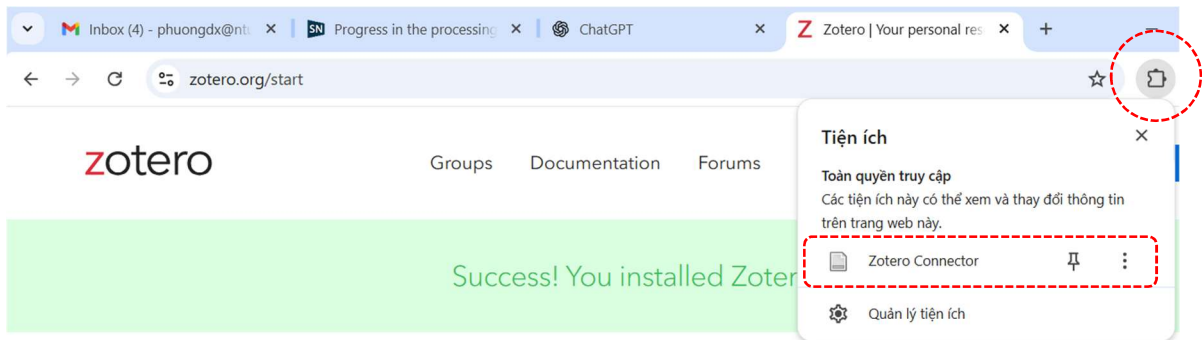 Inbox (4) - phuongdx@nt
Progress in the processing
ChatGPT
Zotero | Your personal res
zotero.org/start
zotero
Groups Documentation Forums
Success! You installed Zoter
Tiện ích
Toàn quyền truy cập
Các tiện ích này có thể xem và thay đổi thông tin
trên trang web này.
Zotero Connector
Quản lý tiện ích